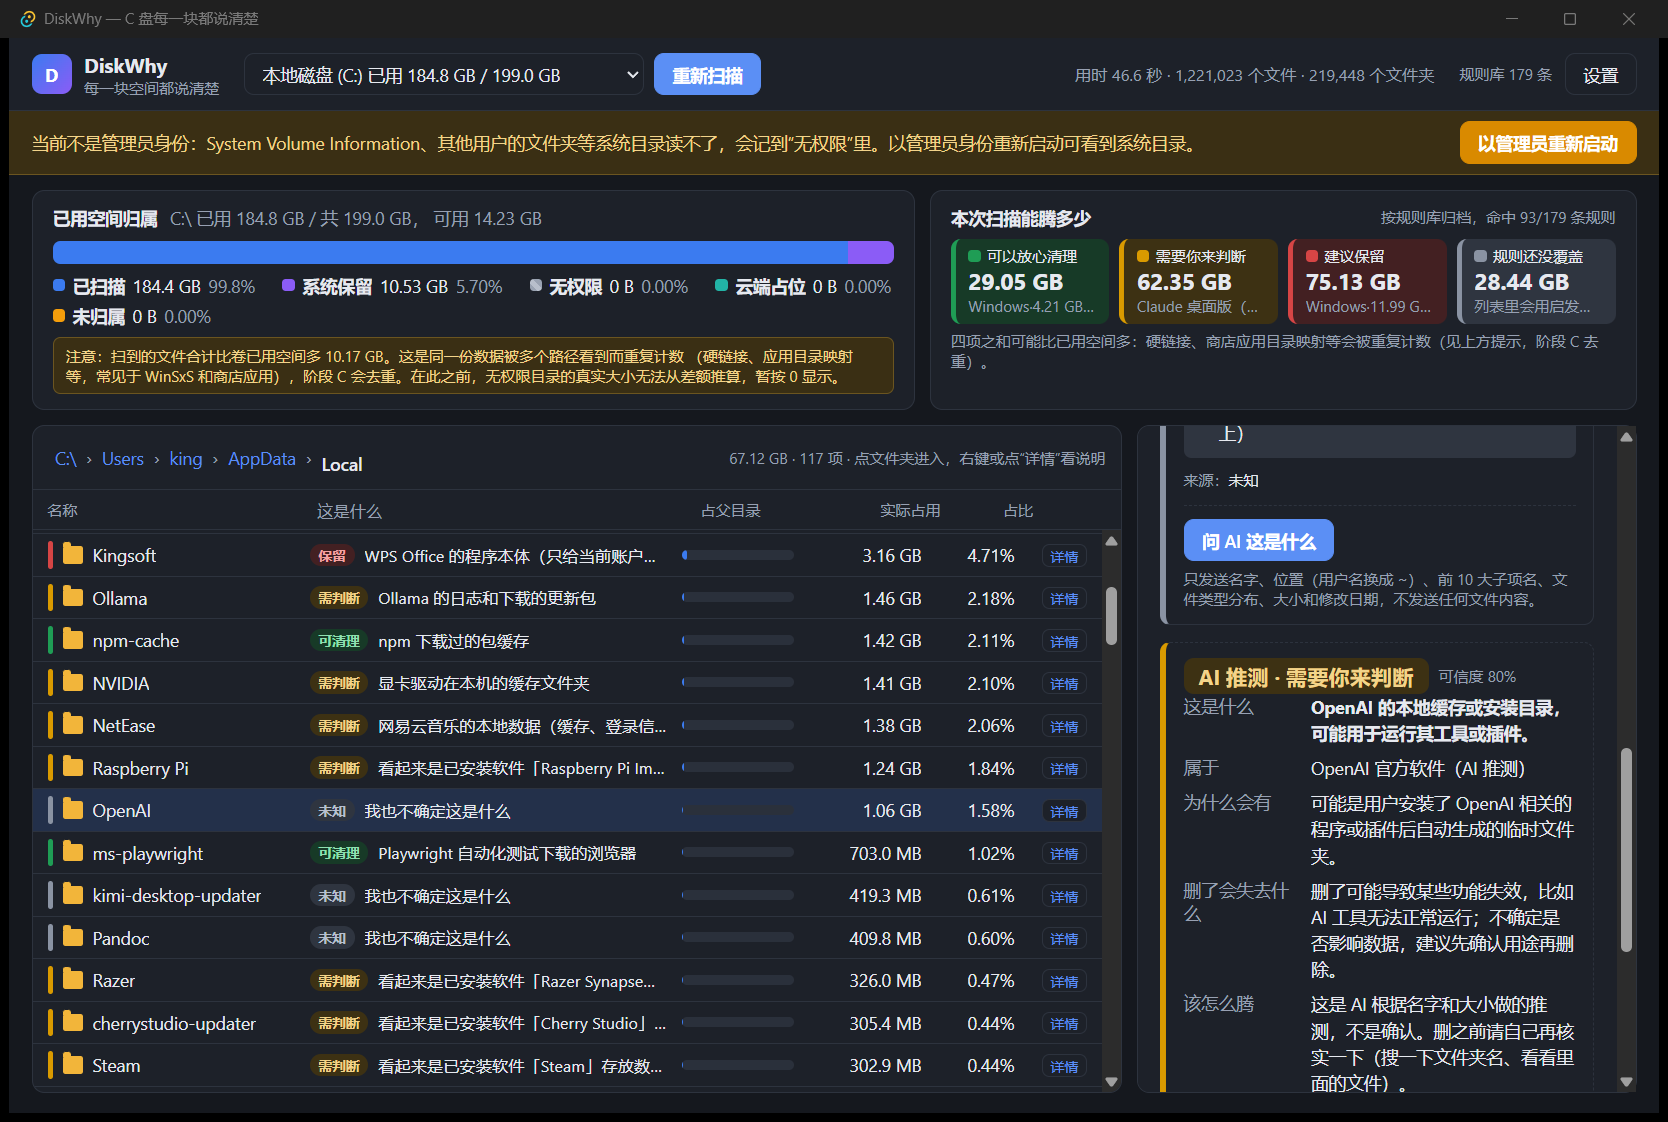 DiskWhy — C 盘每一块都说清楚
D
DiskWhy
每一块空间都说清楚
本地磁盘 (C:) 已用 184.8 GB / 199.0 GB
重新扫描
用时 46.6 秒 · 1,221,023 个文件 · 219,448 个文件夹
规则库 179 条
设置
当前不是管理员身份：System Volume Information、其他用户的文件夹等系统目录读不了，会记到“无权限”里。以管理员身份重新启动可看到系统目录。
以管理员重新启动
已用空间归属 C:\ 已用 184.8 GB / 共 199.0 GB， 可用 14.23 GB
已扫描 184.4 GB 99.8% 系统保留 10.53 GB 5.70% 无权限 0 B 0.00% 云端占位 0 B 0.00%
未归属 0 B 0.00%
注意：扫到的文件合计比卷已用空间多 10.17 GB。这是同一份数据被多个路径看到而重复计数 （硬链接、应用目录映射
等，常见于 WinSxS 和商店应用），阶段 C 会去重。在此之前，无权限目录的真实大小无法从差额推算，暂按 0 显示。
本次扫描能腾多少
按规则库归档，命中 93/179 条规则
可以放心清理
29.05 GB
Windows·4.21 GB...
需要你来判断
62.35 GB
Claude 桌面版（...
建议保留
75.13 GB
Windows·11.99 G...
规则还没覆盖
28.44 GB
列表里会用启发...
四项之和可能比已用空间多：硬链接、商店应用目录映射等会被重复计数（见上方提示，阶段 C 去
重）。
C:\ › Users › king › AppData › Local
67.12 GB · 117 项 · 点文件夹进入，右键或点“详情”看说明
名称 这是什么 占父目录 实际占用 占比
Kingsoft 保留 WPS Office 的程序本体（只给当前账户... 3.16 GB 4.71% 详情
Ollama 需判断 Ollama 的日志和下载的更新包 1.46 GB 2.18% 详情
npm-cache 可清理 npm 下载过的包缓存 1.42 GB 2.11% 详情
NVIDIA 需判断 显卡驱动在本机的缓存文件夹 1.41 GB 2.10% 详情
NetEase 需判断 网易云音乐的本地数据（缓存、登录信... 1.38 GB 2.06% 详情
Raspberry Pi 需判断 看起来是已安装软件「Raspberry Pi Im... 1.24 GB 1.84% 详情
OpenAI 未知 我也不确定这是什么 1.06 GB 1.58% 详情
ms-playwright 可清理 Playwright 自动化测试下载的浏览器 703.0 MB 1.02% 详情
kimi-desktop-updater 未知 我也不确定这是什么 419.3 MB 0.61% 详情
Pandoc 未知 我也不确定这是什么 409.8 MB 0.60% 详情
Razer 需判断 看起来是已安装软件「Razer Synapse... 326.0 MB 0.47% 详情
cherrystudio-updater 需判断 看起来是已安装软件「Cherry Studio」... 305.4 MB 0.44% 详情
Steam 需判断 看起来是已安装软件「Steam」存放数... 302.9 MB 0.44% 详情
上)
来源：未知
问 AI 这是什么
只发送名字、位置（用户名换成 ~）、前 10 大子项名、文
件类型分布、大小和修改日期，不发送任何文件内容。
AI 推测 · 需要你来判断 可信度 80%
这是什么 OpenAI 的本地缓存或安装目录，
可能用于运行其工具或插件。
属于 OpenAI 官方软件（AI 推测）
为什么会有 可能是用户安装了 OpenAI 相关的
程序或插件后自动生成的临时文件
夹。
删了会失去什 删了可能导致某些功能失效，比如
么 AI 工具无法正常运行；不确定是
否影响数据，建议先确认用途再删
除。
该怎么腾 这是 AI 根据名字和大小做的推
测，不是确认。删之前请自己再核
实一下（搜一下文件夹名、看看里
面的文件）。